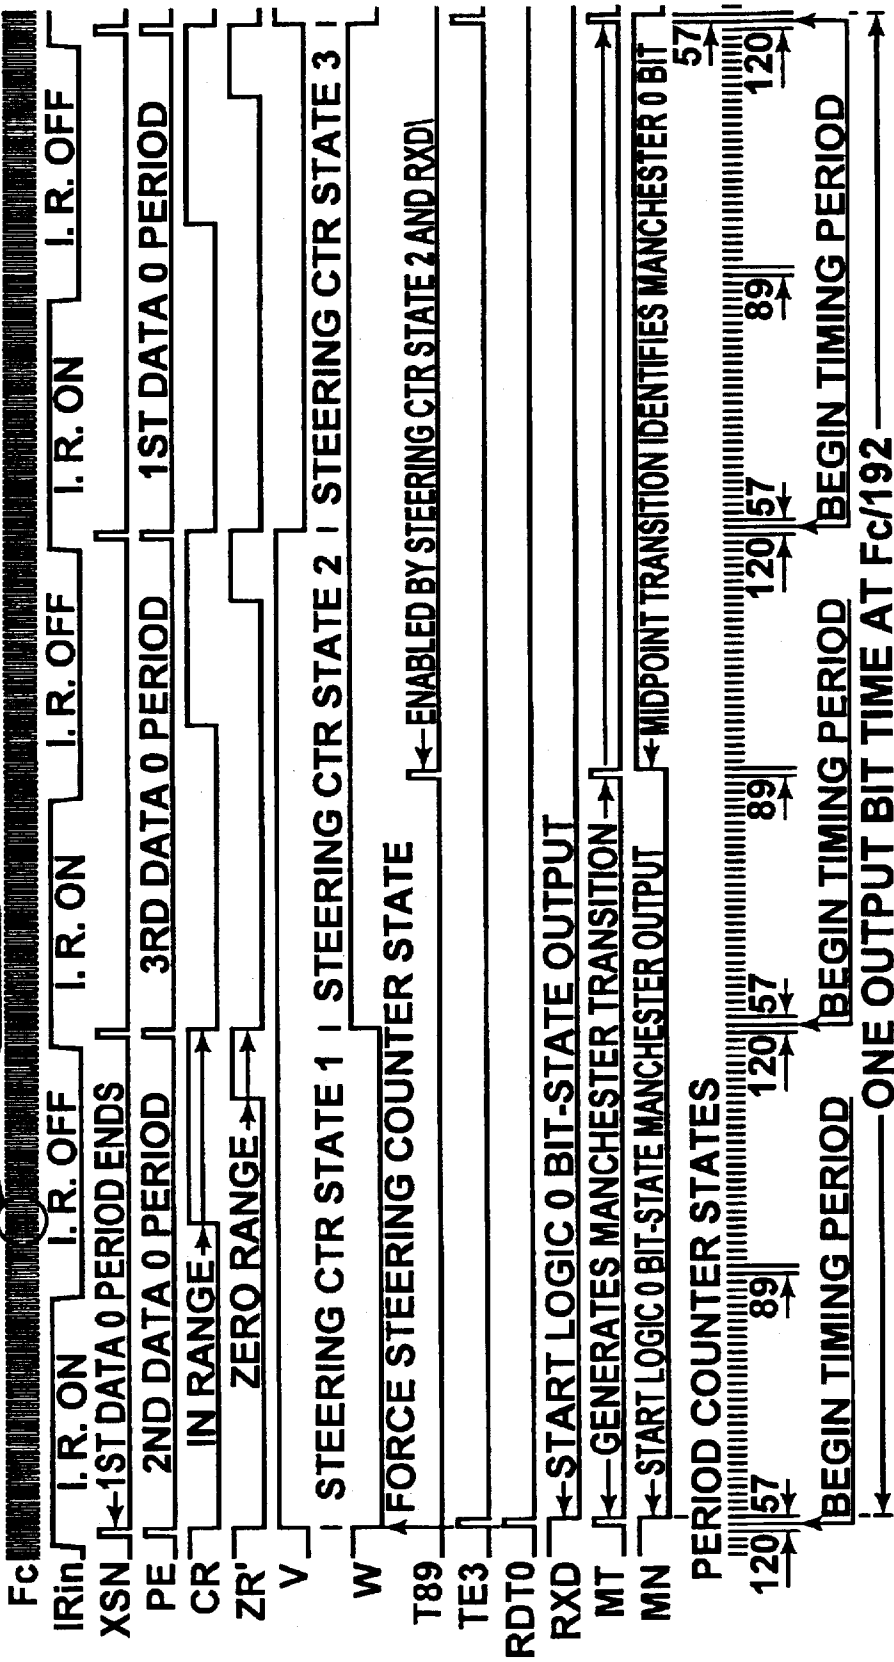 Fc
IRin I. R. ON I. R. OFF I. R. ON I. R. OFF I. R. ON I. R. OFF
XSN 1ST DATA 0 PERIOD ENDS
PE 2ND DATA 0 PERIOD 3RD DATA 0 PERIOD 1ST DATA 0 PERIOD
CR IN RANGE
ZR' ZERO RANGE
V
STEERING CTR STATE 1 STEERING CTR STATE 2 STEERING CTR STATE 3
W
FORCE STEERING COUNTER STATE
T89 ENABLED BY STEERING CTR STATE 2 AND RXD\
TE3
RDT0
RXD START LOGIC 0 BIT-STATE OUTPUT
MT GENERATES MANCHESTER TRANSITION
MN START LOGIC 0 BIT-STATE MANCHESTER OUTPUT MIDPOINT TRANSITION IDENTIFIES MANCHESTER 0 BIT
PERIOD COUNTER STATES
57
120 57 89 120 57 89 120 57 89 120
BEGIN TIMING PERIOD BEGIN TIMING PERIOD BEGIN TIMING PERIOD
ONE OUTPUT BIT TIME AT Fc/192